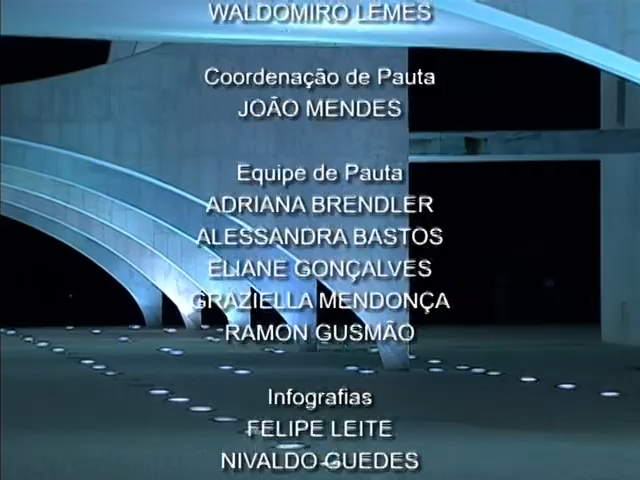 WALDOMIRO LEMES
Coordenação de Pauta
JOÃO MENDES
Equipe de Pauta
ADRIANA BRENDLER
ALESSANDRA BASTOS
ELIANE GONÇALVES
GRAZIELLA MENDONÇA
RAMON GUSMÃO
Infografias
FELIPE LEITE
NIVALDO GUEDES